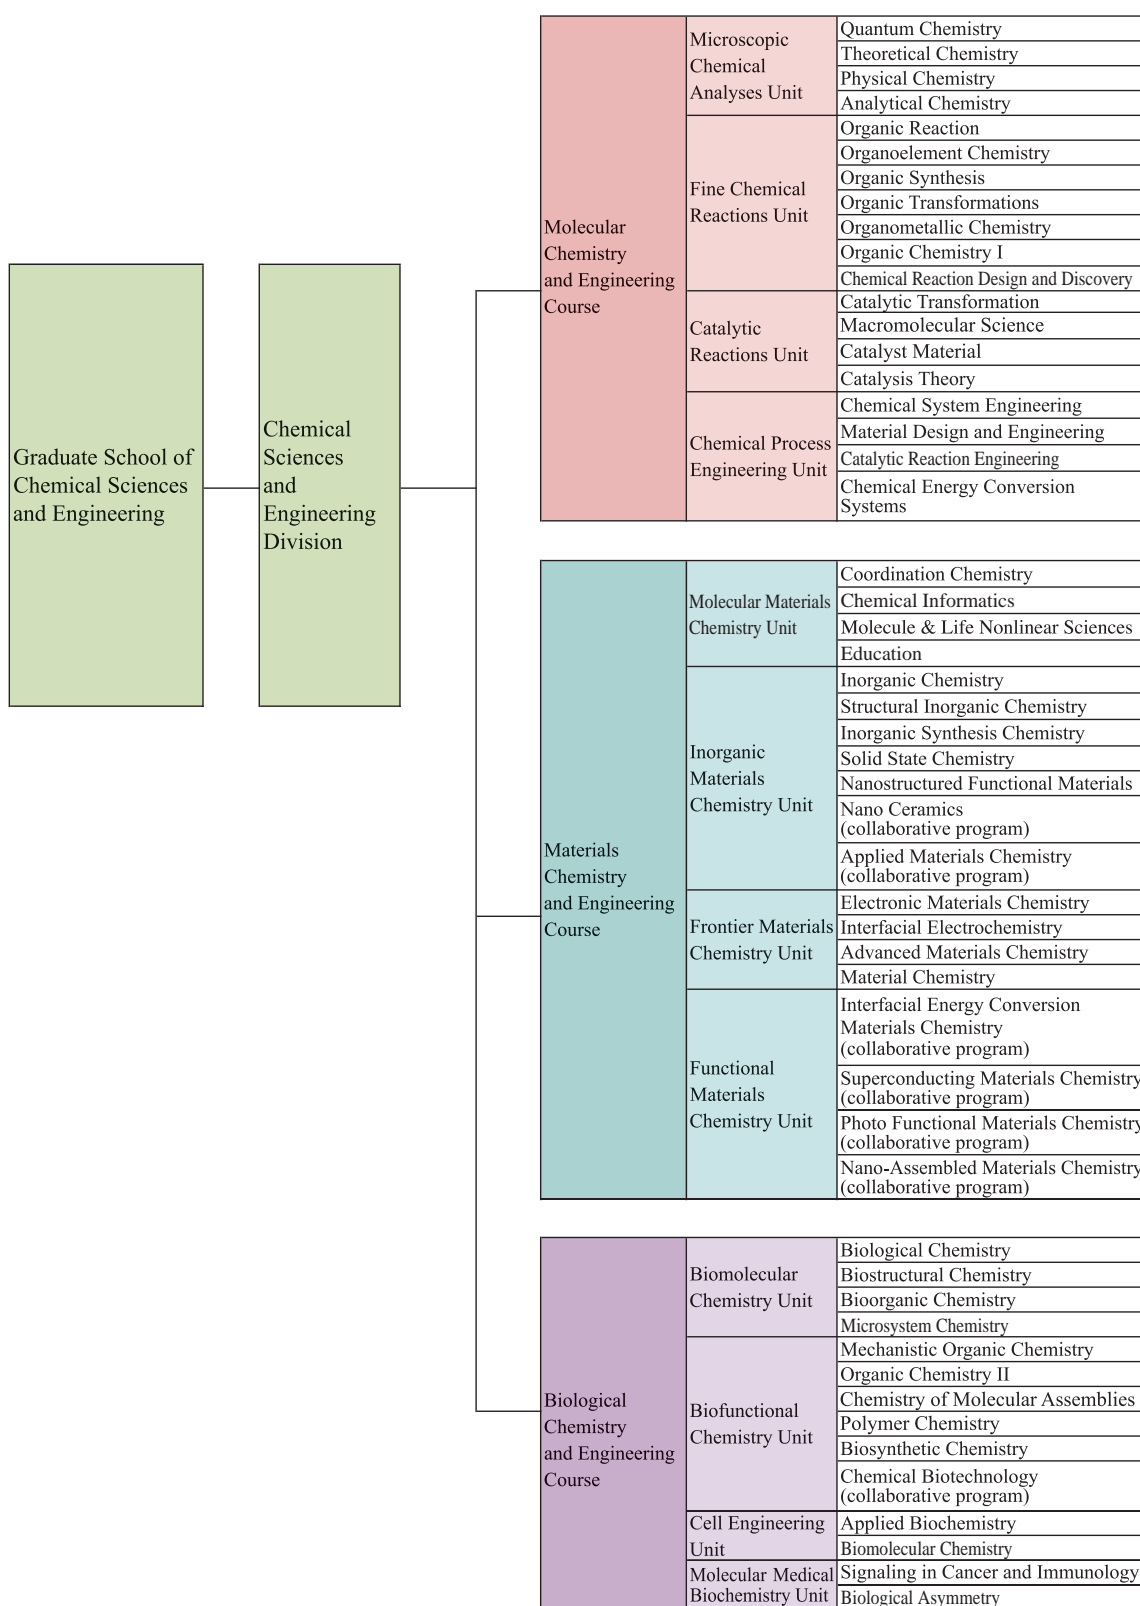 Graduate School of
Chemical Sciences
and Engineering
Chemical
Sciences
and
Engineering
Division
Molecular
Chemistry
and Engineering
Course
Microscopic
Chemical
Analyses Unit
Quantum Chemistry
Theoretical Chemistry
Physical Chemistry
Analytical Chemistry
Fine Chemical
Reactions Unit
Organic Reaction
Organoelement Chemistry
Organic Synthesis
Organic Transformations
Organometallic Chemistry
Organic Chemistry I
Chemical Reaction Design and Discovery
Catalytic
Reactions Unit
Catalytic Transformation
Macromolecular Science
Catalyst Material
Catalysis Theory
Chemical Process
Engineering Unit
Chemical System Engineering
Material Design and Engineering
Catalytic Reaction Engineering
Chemical Energy Conversion
Systems
Materials
Chemistry
and Engineering
Course
Molecular Materials
Chemistry Unit
Coordination Chemistry
Chemical Informatics
Molecule & Life Nonlinear Sciences
Education
Inorganic
Materials
Chemistry Unit
Inorganic Chemistry
Structural Inorganic Chemistry
Inorganic Synthesis Chemistry
Solid State Chemistry
Nanostructured Functional Materials
Nano Ceramics
(collaborative program)
Applied Materials Chemistry
(collaborative program)
Frontier Materials
Chemistry Unit
Electronic Materials Chemistry
Interfacial Electrochemistry
Advanced Materials Chemistry
Material Chemistry
Functional
Materials
Chemistry Unit
Interfacial Energy Conversion
Materials Chemistry
(collaborative program)
Superconducting Materials Chemistry
(collaborative program)
Photo Functional Materials Chemistry
(collaborative program)
Nano-Assembled Materials Chemistry
(collaborative program)
Biological
Chemistry
and Engineering
Course
Biomolecular
Chemistry Unit
Biological Chemistry
Biostructural Chemistry
Bioorganic Chemistry
Microsystem Chemistry
Biofunctional
Chemistry Unit
Mechanistic Organic Chemistry
Organic Chemistry II
Chemistry of Molecular Assemblies
Polymer Chemistry
Biosynthetic Chemistry
Chemical Biotechnology
(collaborative program)
Cell Engineering
Unit
Applied Biochemistry
Biomolecular Chemistry
Molecular Medical
Biochemistry Unit
Signaling in Cancer and Immunology
Biological Asymmetry